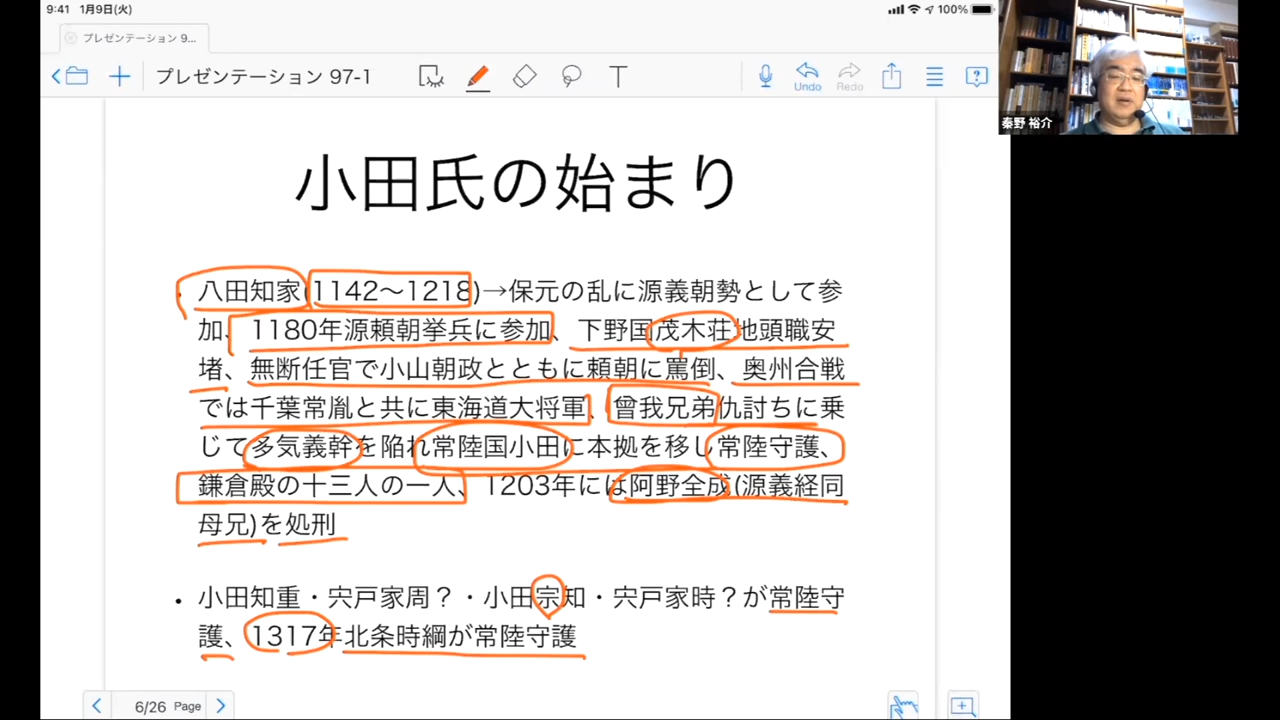 9:41 1月9日(火)
100%
プレゼンテーション 9...
プレゼンテーション 97-1
T
Undo
Redo
秦野 裕介
小田氏の始まり
・八田知家(1142〜1218)→保元の乱に源義朝勢として参
加、1180年源頼朝挙兵に参加、下野国茂木荘地頭職安
堵、無断任官で小山朝政とともに頼朝に罵倒、奥州合戦
では千葉常胤と共に東海道大将軍、曾我兄弟仇討ちに乗
じて多気義幹を陥れ常陸国小田に本拠を移し常陸守護、
鎌倉殿の十三人の一人、1203年には阿野全成(源義経同
母兄)を処刑
・小田知重・宍戸家周？・小田宗知・宍戸家時？が常陸守
護、1317年北条時綱が常陸守護
6/26 Page